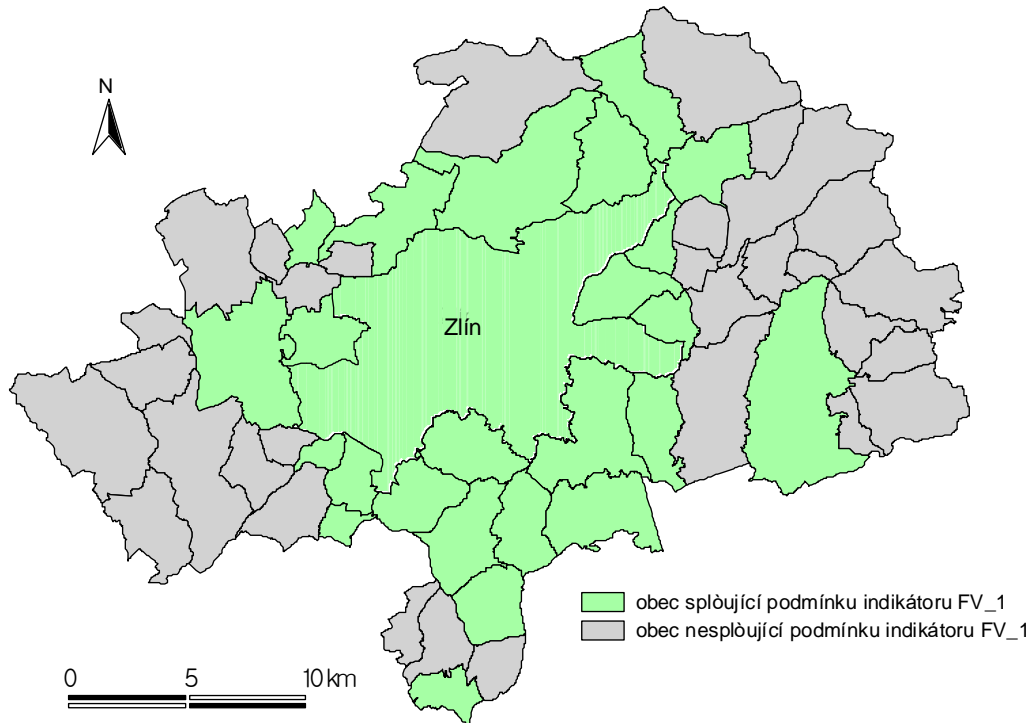 N
Zlín
obec splòující podmínku indikátoru FV_1
obec nesplòující podmínku indikátoru FV_1
0 5 10 km